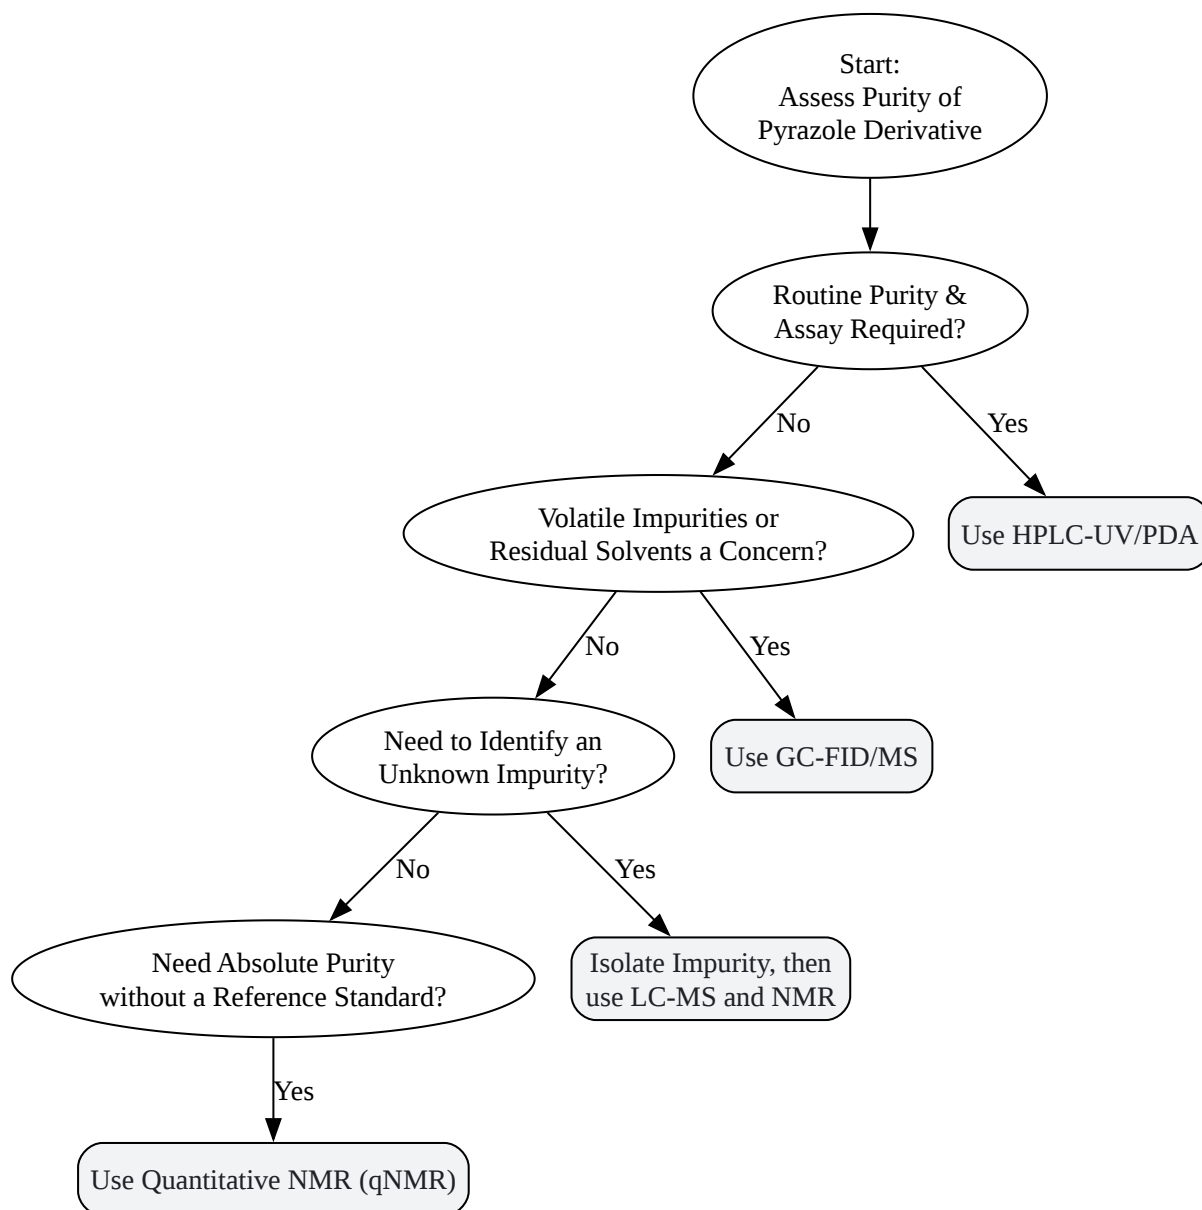 Start:
Assess Purity of
Pyrazole Derivative
Routine Purity &
Assay Required?
No
Yes
Volatile Impurities or
Residual Solvents a Concern?
Use HPLC-UV/PDA
No
Yes
Need to Identify an
Unknown Impurity?
Use GC-FID/MS
No
Yes
Need Absolute Purity
without a Reference Standard?
Isolate Impurity, then
use LC-MS and NMR
Yes
Use Quantitative NMR (qNMR)